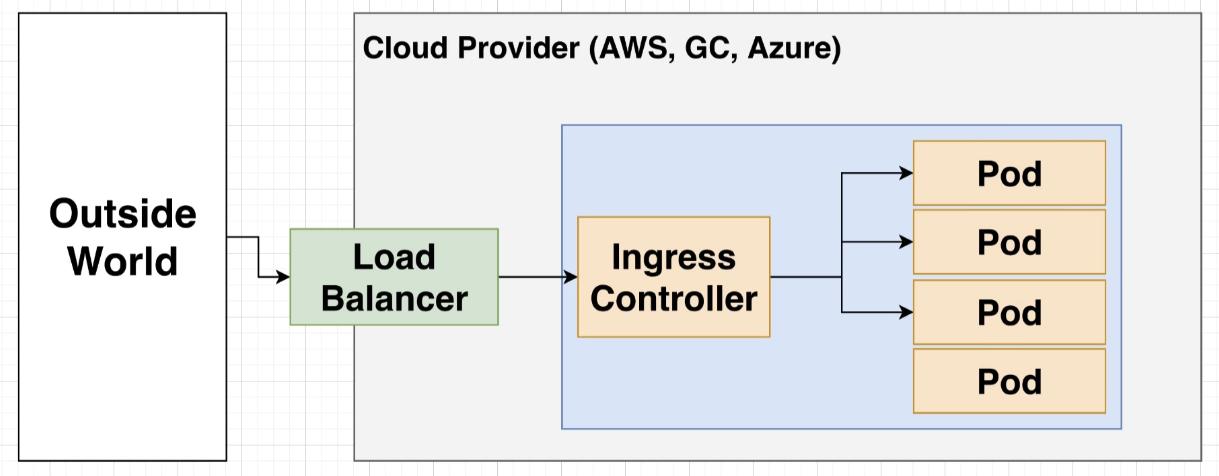 Cloud Provider (AWS, GC, Azure)
Outside
World
Load
Balancer
Ingress
Controller
Pod
Pod
Pod
Pod